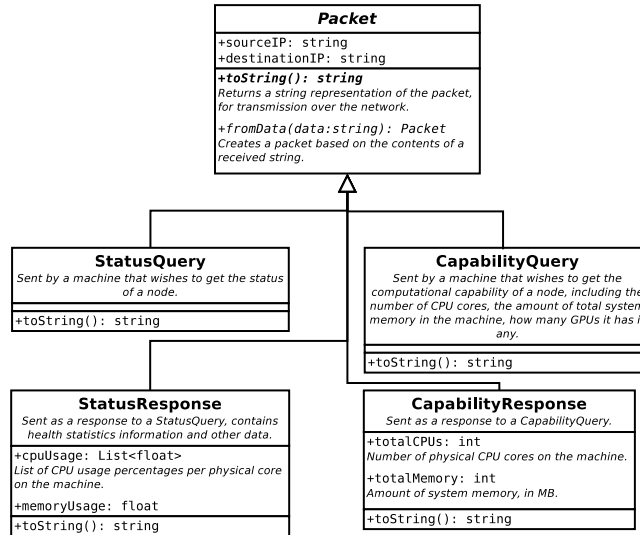 Packet
+sourceIP: string
+destinationIP: string
+toString(): string
Returns a string representation of the packet,
for transmission over the network.
+fromData(data:string): Packet
Creates a packet based on the contents of a
received string.
StatusQuery
Sent by a machine that wishes to get the status
of a node.
+toString(): string
CapabilityQuery
Sent by a machine that wishes to get the
computational capability of a node, including the
number of CPU cores, the amount of total system
memory in the machine, how many GPUs it has i
any.
+toString(): string
StatusResponse
Sent as a response to a StatusQuery, contains
health statistics information and other data.
+cpuUsage: List<float>
List of CPU usage percentages per physical core
on the machine.
+memoryUsage: float
+toString(): string
CapabilityResponse
Sent as a response to a CapabilityQuery.
+totalCPUs: int
Number of physical CPU cores on the machine.
+totalMemory: int
Amount of system memory, in MB.
+toString(): string